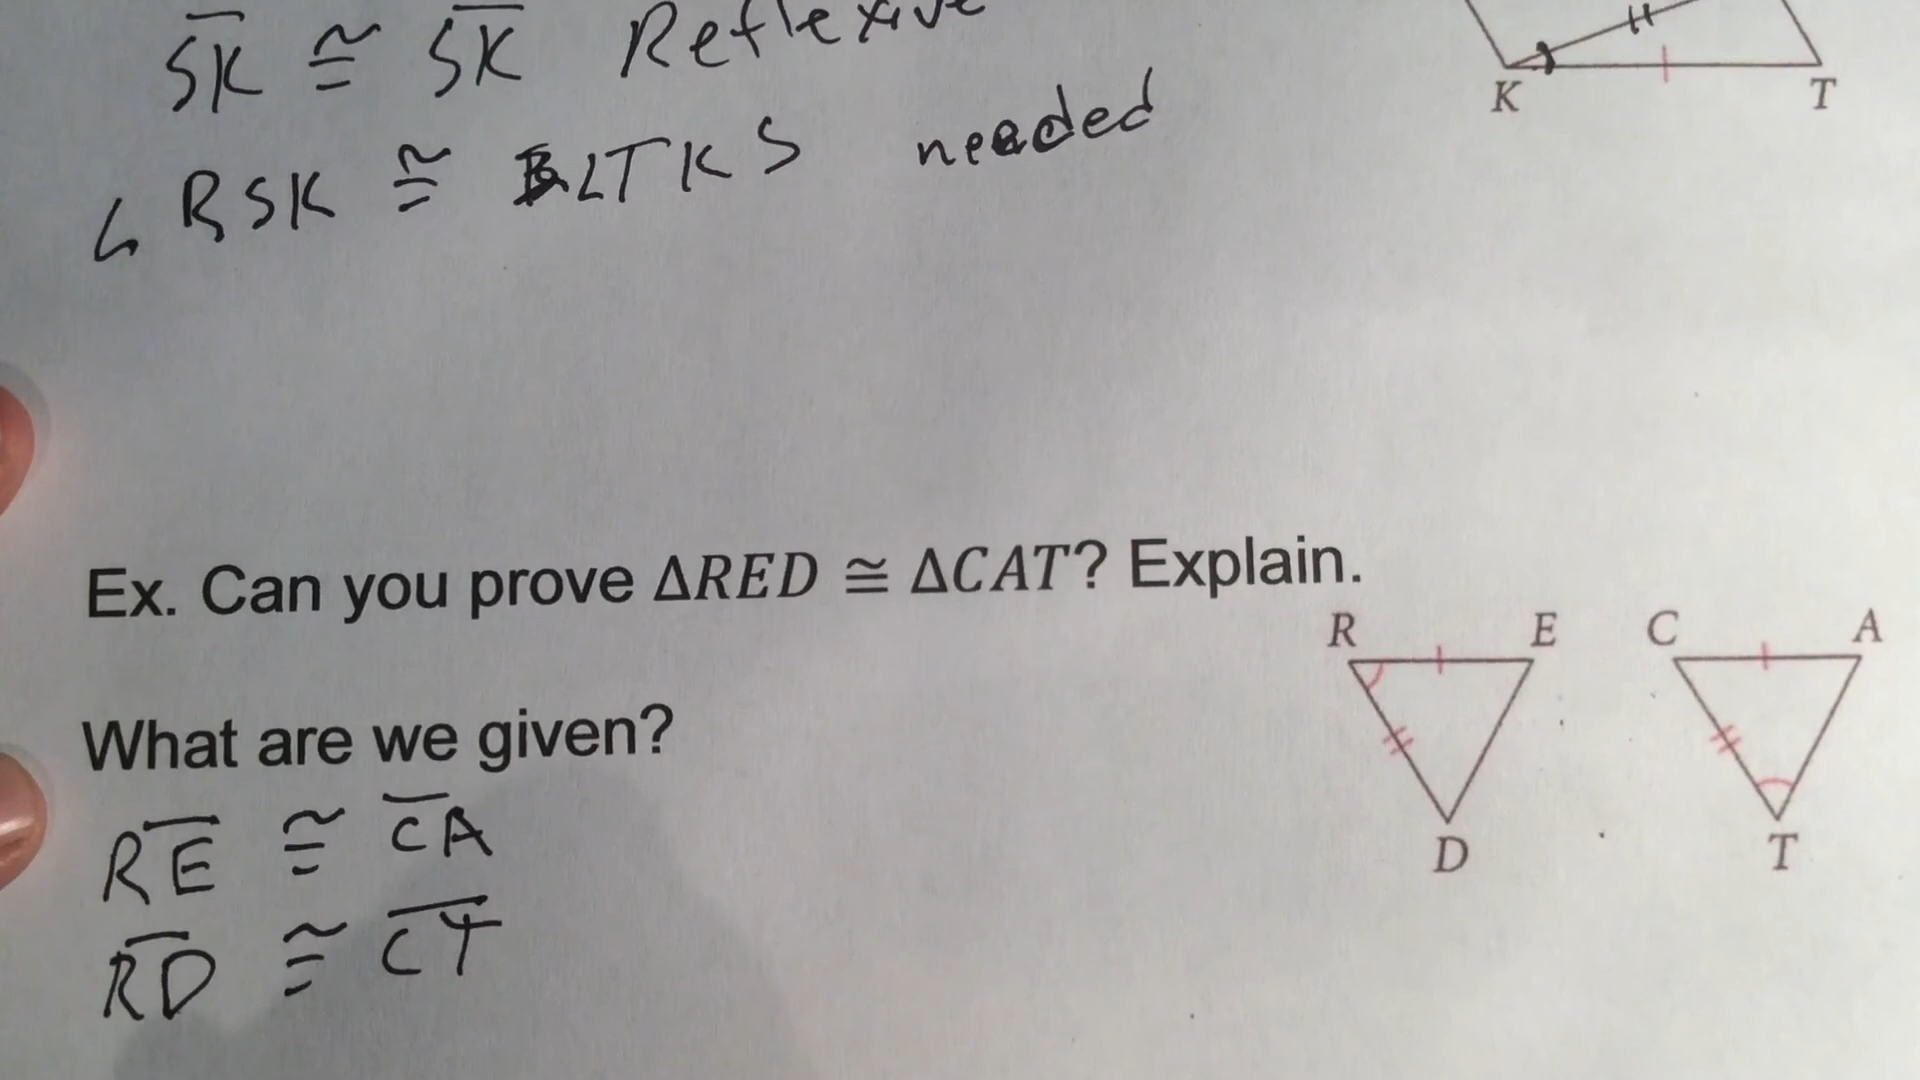 SK ≅ SK Reflexive
K T
∠ RSK ≅ ∠TKS needed
Ex. Can you prove ΔRED ≅ ΔCAT? Explain.
R E C A
What are we given?
RE ≅ CA
D T
RD ≅ CT